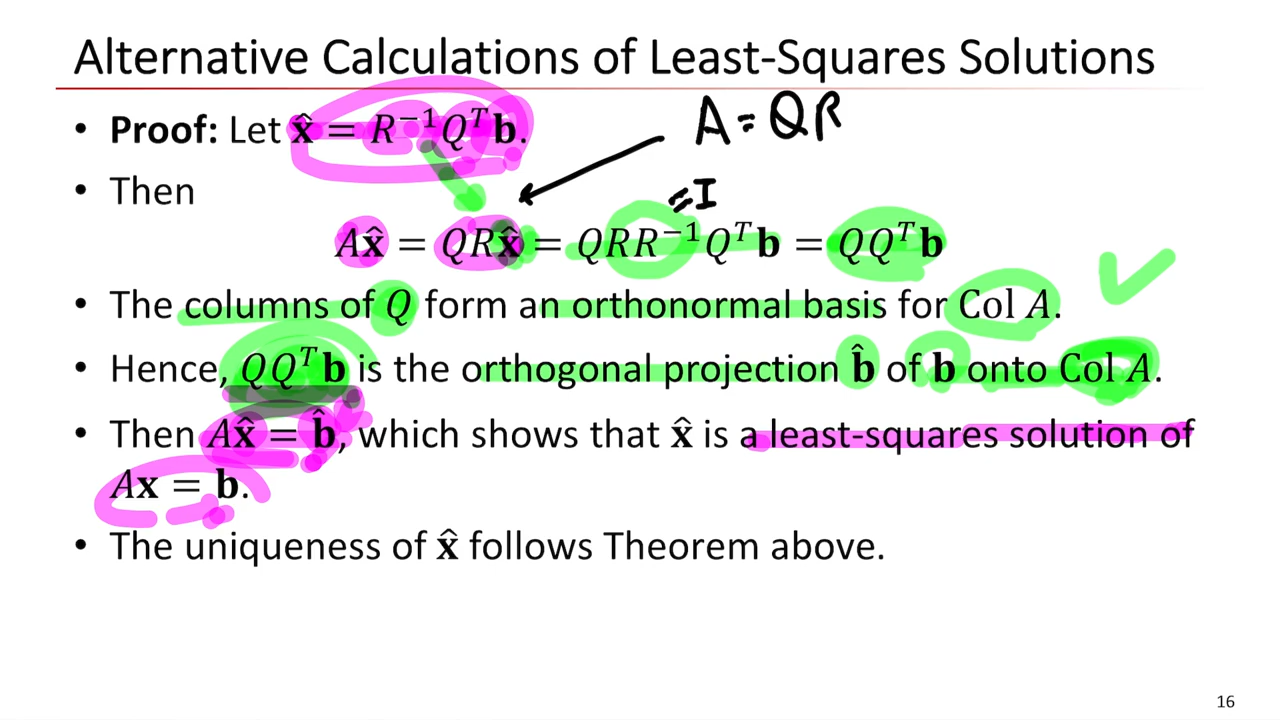 Alternative Calculations of Least-Squares Solutions
• Proof: Let x̂ = R⁻¹Qᵀb.
A = QR
• Then
= I
Ax̂ = QRx̂ = QRR⁻¹Qᵀb = QQᵀb
• The columns of Q form an orthonormal basis for Col A.
• Hence, QQᵀb is the orthogonal projection b̂ of b onto Col A.
• Then Ax̂ = b̂, which shows that x̂ is a least-squares solution of
Ax = b.
• The uniqueness of x̂ follows Theorem above.
16